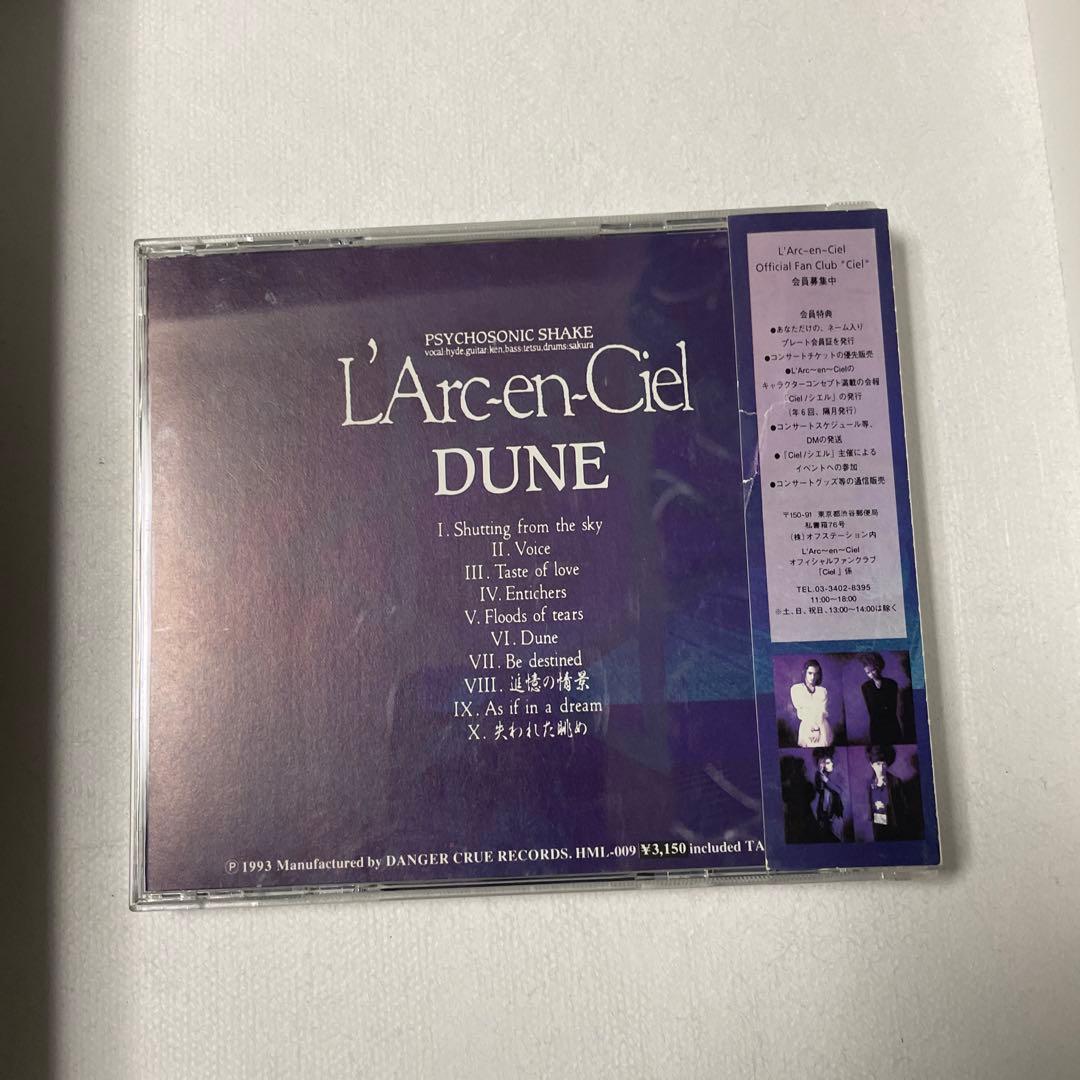 PSYCHOSONIC SHAKE
vocal:hyde,guitar:ken,bass:tetsu,drums:sakura
L'Arc~en~Ciel
DUNE
I. Shutting from the sky
II. Voice
III. Taste of love
IV. Entichers
V. Floods of tears
VI. Dune
VII. Be destined
VIII. 追憶の情景
IX. As if in a dream
X. 失われた眺め
Ⓟ 1993 Manufactured by DANGER CRUE RECORDS. HML-009 ¥3,150 included TA
L'Arc~en~Ciel
Official Fan Club "Ciel"
会員募集中
会員特典
●あなただけの、ネーム入り
プレート会員証を発行
●コンサートチケットの優先販売
●L'Arc〜en〜Cielの
キャラクターコンセプト満載の会報
「Ciel/シエル」の発行
(年6回、隔月発行)
●コンサートスケジュール等、
DMの発送
●「Ciel/シエル」主催による
イベントへの参加
●コンサートグッズ等の通信販売
〒150-91 東京都渋谷郵便局
私書箱76号
(株)オフステーション内
L'Arc〜en〜Ciel
オフィシャルファンクラブ
「Ciel」係
TEL.03-3402-8395
11:00〜18:00
※土、日、祝日、13:00〜14:00は除く